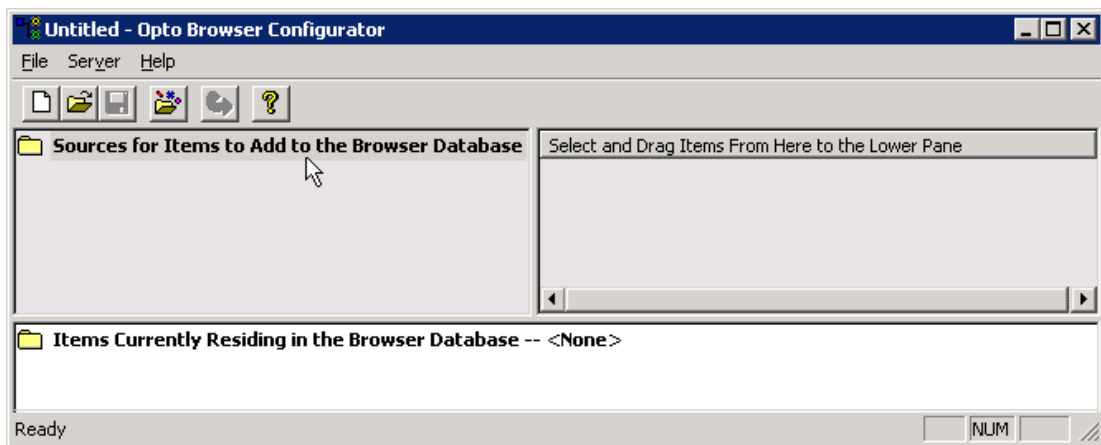 Untitled - Opto Browser Configurator
File Server Help
Sources for Items to Add to the Browser Database
Select and Drag Items From Here to the Lower Pane
Items Currently Residing in the Browser Database -- <None>
Ready
NUM